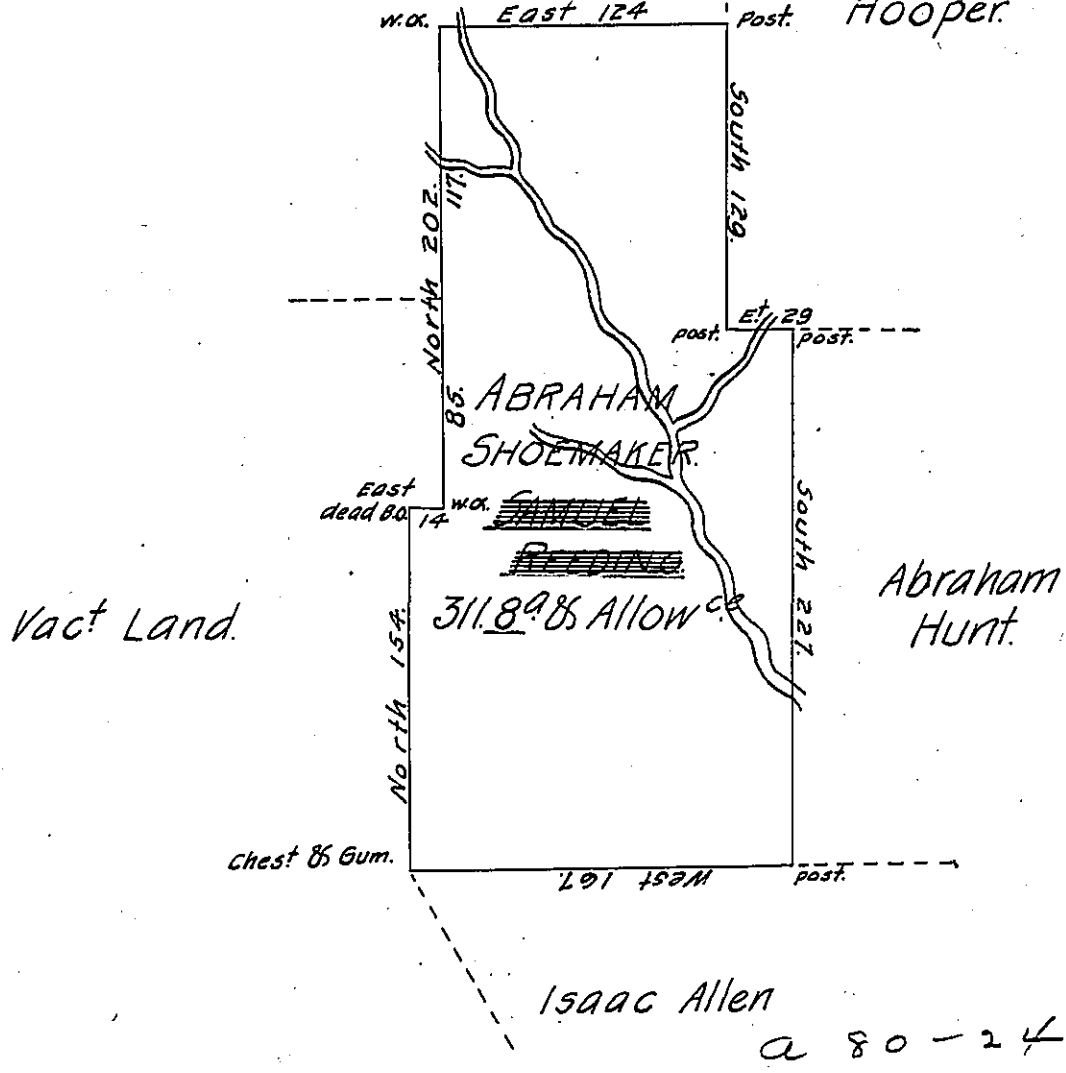 Hooper.
w.o. East 124 Post.
South 129.
North 202.
117.
Et 29
post. post.
85.
ABRAHAM
SHOEMAKER.
East
dead B.O. 14 w.o.
SAMUEL
REEDING.
311.8a & Allowce
South 227.
Abraham
Hunt.
Vact Land.
North 154.
Chest & Gum.
West 167.
post.
Isaac Allen
a 80-24